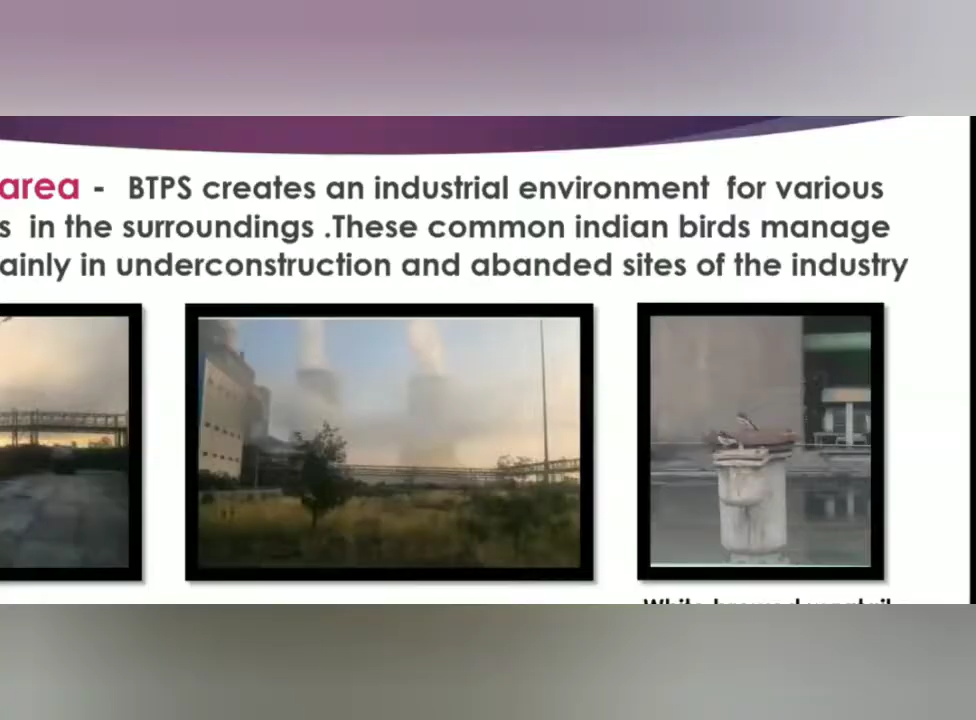 area - BTPS creates an industrial environment for various
s in the surroundings .These common indian birds manage
ainly in underconstruction and abanded sites of the industry